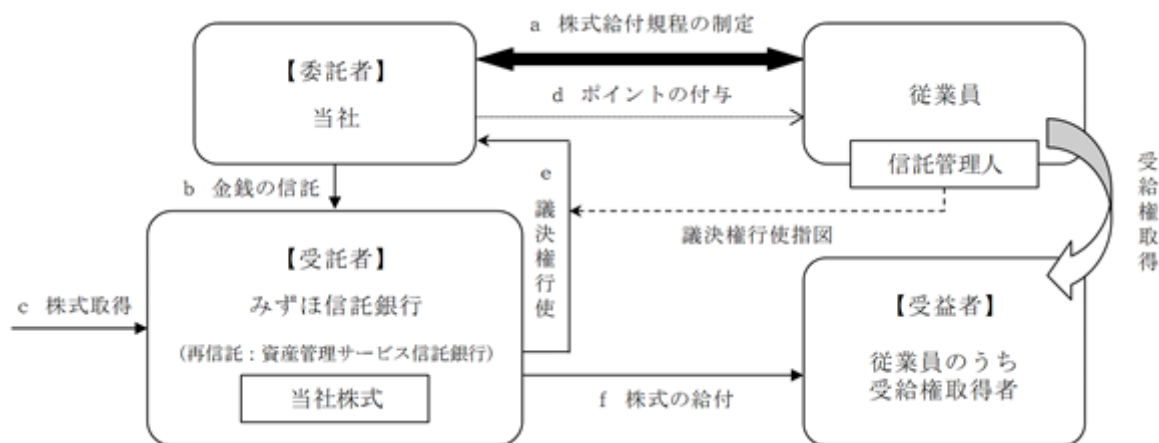 a 株式給付規程の制定
【委託者】
当社
d ポイントの付与
従業員
信託管理人
b 金銭の信託
e 議決権行使
議決権行使指図
受給権取得
【受託者】
みずほ信託銀行
(再信託：資産管理サービス信託銀行)
当社株式
c 株式取得
【受益者】
従業員のうち
受給権取得者
f 株式の給付